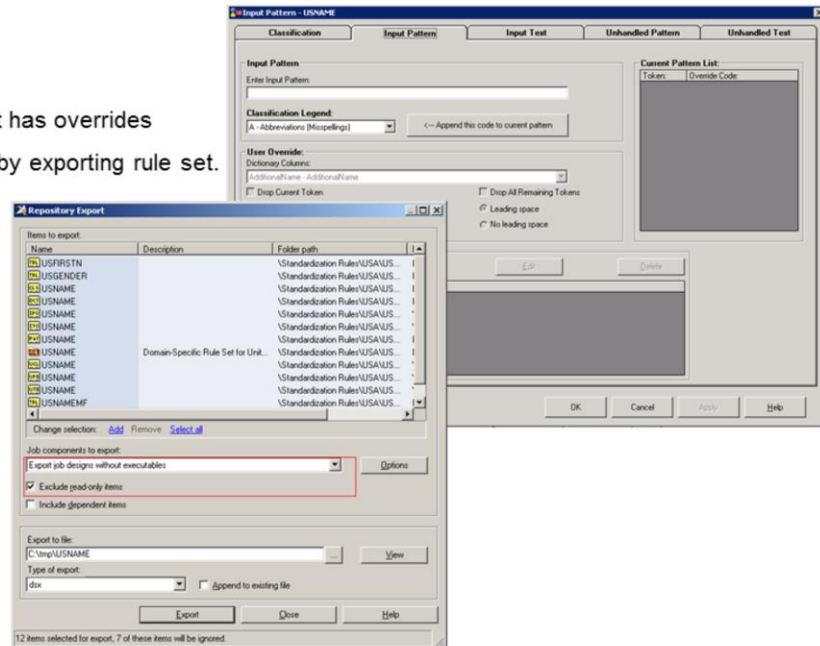 t has overrides
by exporting rule set.
Input Pattern - USNAME
Classification
Input Pattern
Input Text
Unhandled Pattern
Unhandled Text
Input Pattern
Enter Input Pattern:
Classification Legend:
A - Abbreviations (Misspellings)
<-- Append this code to current pattern
User Override:
Dictionary Columns:
AdditionalName - AdditionalName
Drop Current Token
Drop All Remaining Tokens
Leading space
No leading space
Current Pattern List:
Token: Override Code:
Edit
Delete
OK
Cancel
Apply
Help
Repository Export
Items to export:
Name Description Folder path
USFIRSTN \Standardization Rules\USA\US...
USGENDER \Standardization Rules\USA\US...
USNAME \Standardization Rules\USA\US...
USNAME \Standardization Rules\USA\US...
USNAME \Standardization Rules\USA\US...
USNAME \Standardization Rules\USA\US...
USNAME \Standardization Rules\USA\US...
USNAME Domain-Specific Rule Set for Unit... \Standardization Rules\USA\US...
USNAME \Standardization Rules\USA\US...
USNAME \Standardization Rules\USA\US...
USNAME \Standardization Rules\USA\US...
USNAMEMF \Standardization Rules\USA\US...
Change selection: Add Remove Select all
Job components to export:
Export job designs without executables
Options
Exclude read-only items
Include dependent items
Export to file:
C:\tmp\USNAME
...
View
Type of export:
dsx
Append to existing file
Export
Close
Help
12 items selected for export, 7 of these items will be ignored.